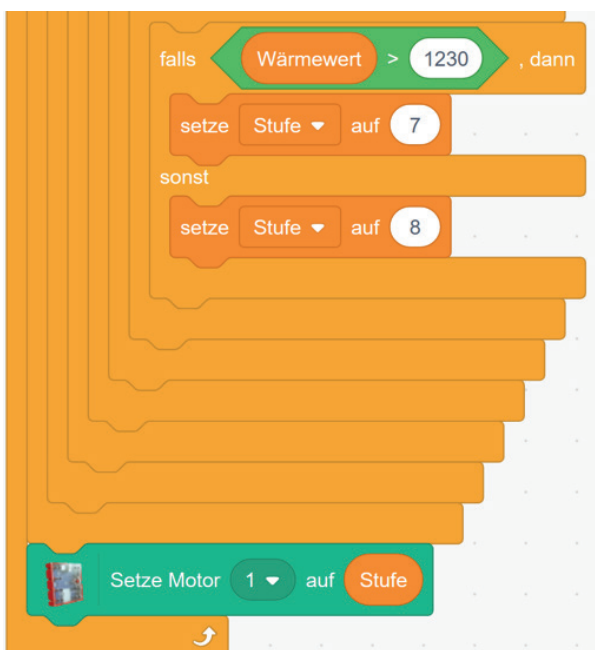 falls Wärmewert > 1230 , dann
setze Stufe auf 7
sonst
setze Stufe auf 8
Setze Motor 1 auf Stufe